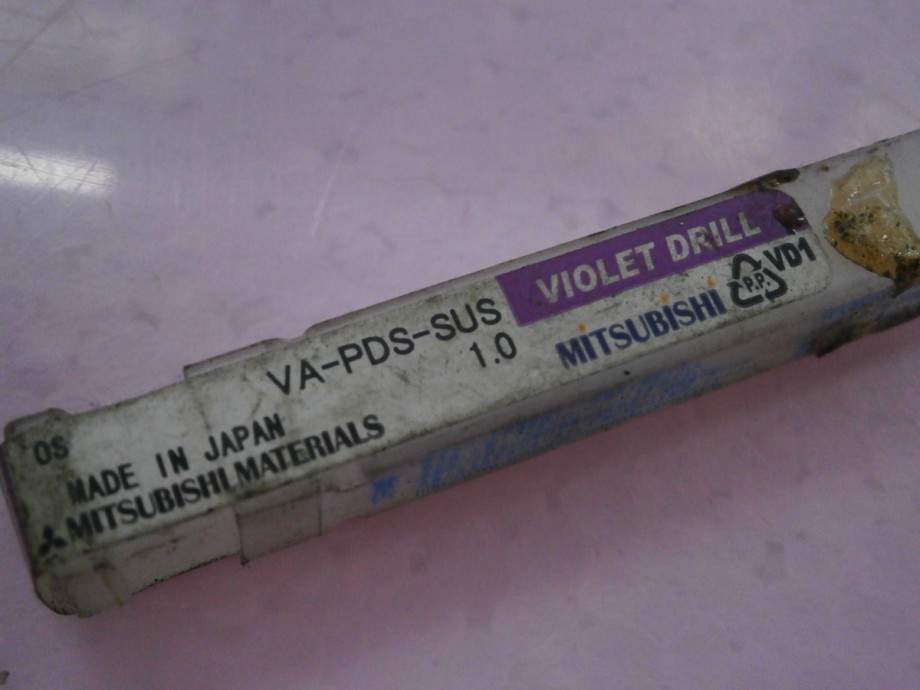 VIOLET DRILL
VA-PDS-SUS
1.0
MITSUBISHI
P.P.
VD1
OS
MADE IN JAPAN
MITSUBISHI MATERIALS